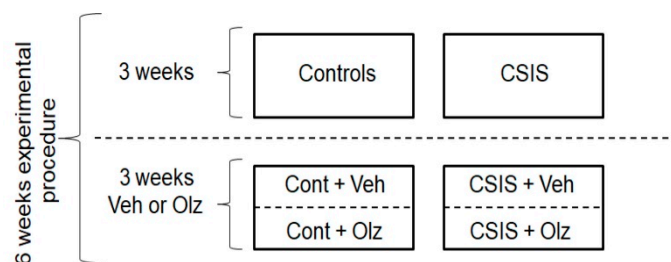 6 weeks experimental
procedure
3 weeks
Controls
CSIS
3 weeks
Veh or Olz
Cont + Veh
CSIS + Veh
Cont + Olz
CSIS + Olz